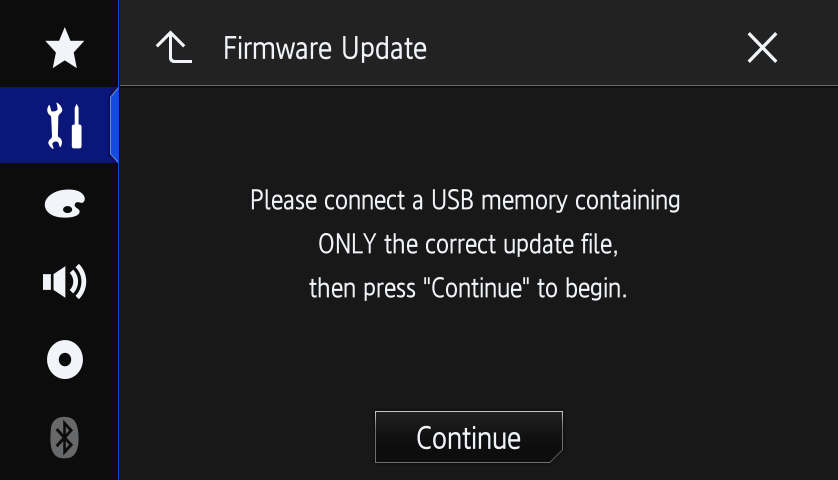 Firmware Update
Please connect a USB memory containing
ONLY the correct update file,
then press "Continue" to begin.
Continue